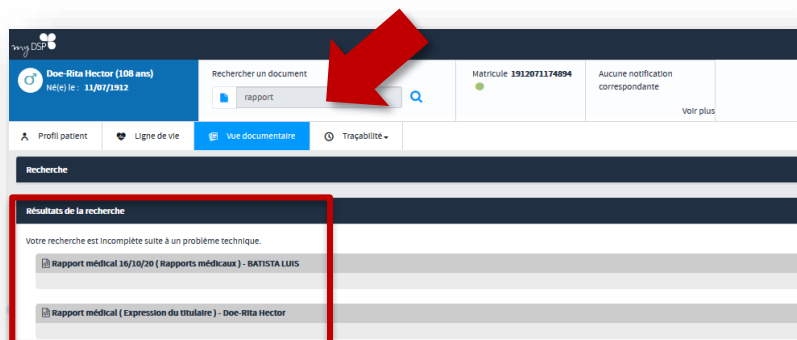 my DSP
Doe-Rita Hector (108 ans)
Né(e) le : 11/07/1912
Rechercher un document
rapport
Matricule 1912071174894
Aucune notification
correspondante
Voir plus
Profil patient Ligne de vie Vue documentaire Traçabilité
Recherche
Résultats de la recherche
Votre recherche est incomplète suite à un problème technique.
Rapport médical 16/10/20 ( Rapports médicaux ) - BATISTA LUIS
Rapport médical ( Expression du titulaire ) - Doe-Rita Hector